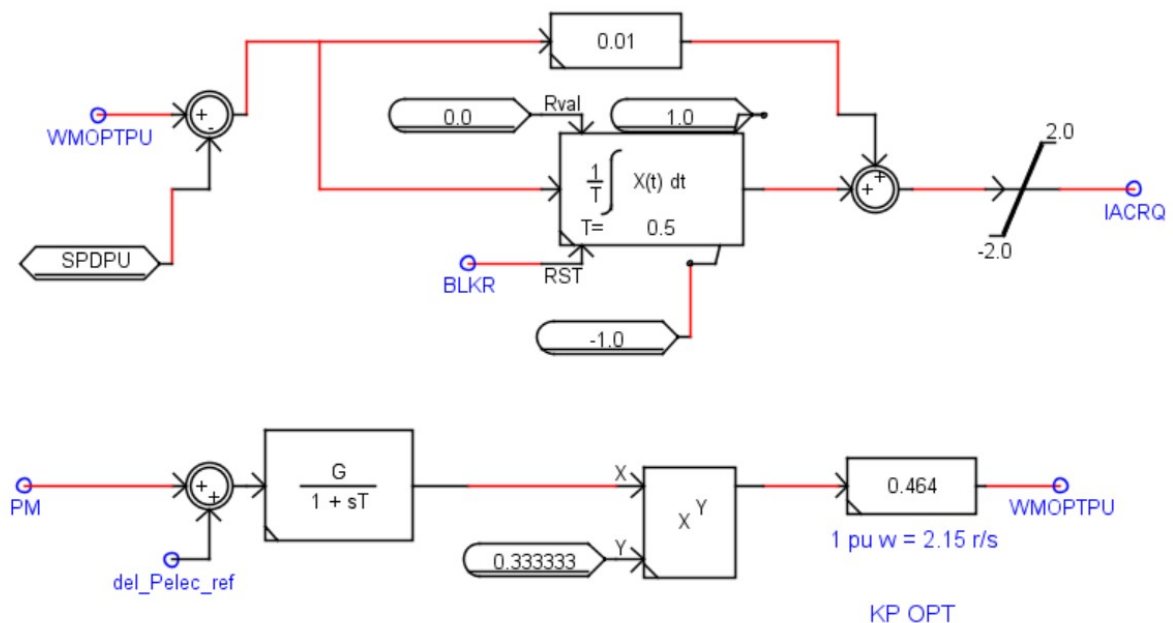 0.01
+
-
WMOPTPU
0.0
Rval
1.0
1
T
X(t) dt
T=
0.5
+
+
2.0
-2.0
IACRQ
SPDPU
BLKR
RST
-1.0
PM
+
+
del_Pelec_ref
G
1 + sT
X
Y
X Y
0.333333
0.464
WMOPTPU
1 pu w = 2.15 r/s
KP OPT